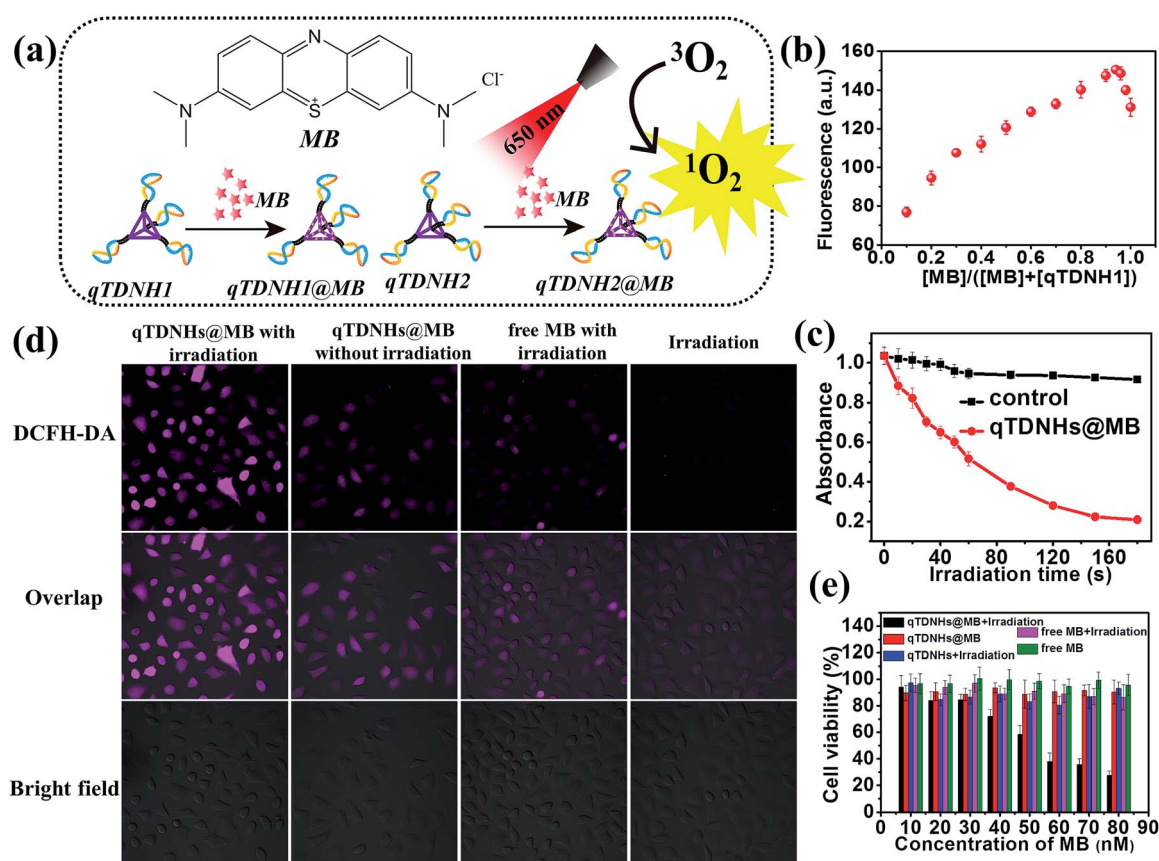 (a)
N
N
S+
N
Cl-
MB
650 nm
3O2
1O2
MB
MB
qTDNH1
qTDNH1@MB
qTDNH2
qTDNH2@MB
(b)
Fluorescence (a.u.)
160
140
120
100
80
60
0.0 0.2 0.4 0.6 0.8 1.0
[MB]/([MB]+[qTDNH1])
(c)
Absorbance
1.0
0.8
0.6
0.4
0.2
control
qTDNHs@MB
0 40 80 120 160
Irradiation time (s)
(d)
qTDNHs@MB with
irradiation
qTDNHs@MB
without irradiation
free MB with
irradiation
Irradiation
DCFH-DA
Overlap
Bright field
(e)
Cell viability (%)
140
120
100
80
60
40
20
0
qTDNHs@MB+Irradiation
qTDNHs@MB
qTDNHs+Irradiation
free MB+Irradiation
free MB
0 10 20 30 40 50 60 70 80 90
Concentration of MB (nM)